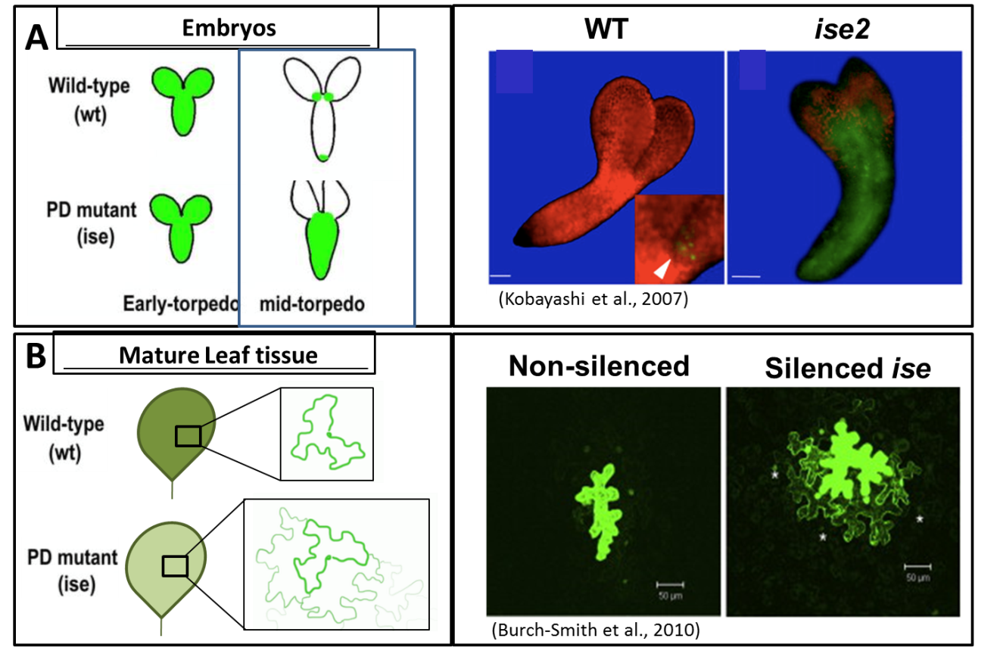 A
Embryos
Wild-type
(wt)
PD mutant
(ise)
Early-torpedo
mid-torpedo
WT
ise2
(Kobayashi et al., 2007)
B
Mature Leaf tissue
Wild-type
(wt)
PD mutant
(ise)
Non-silenced
Silenced ise
*
*
*
50 µm
50 µm
(Burch-Smith et al., 2010)